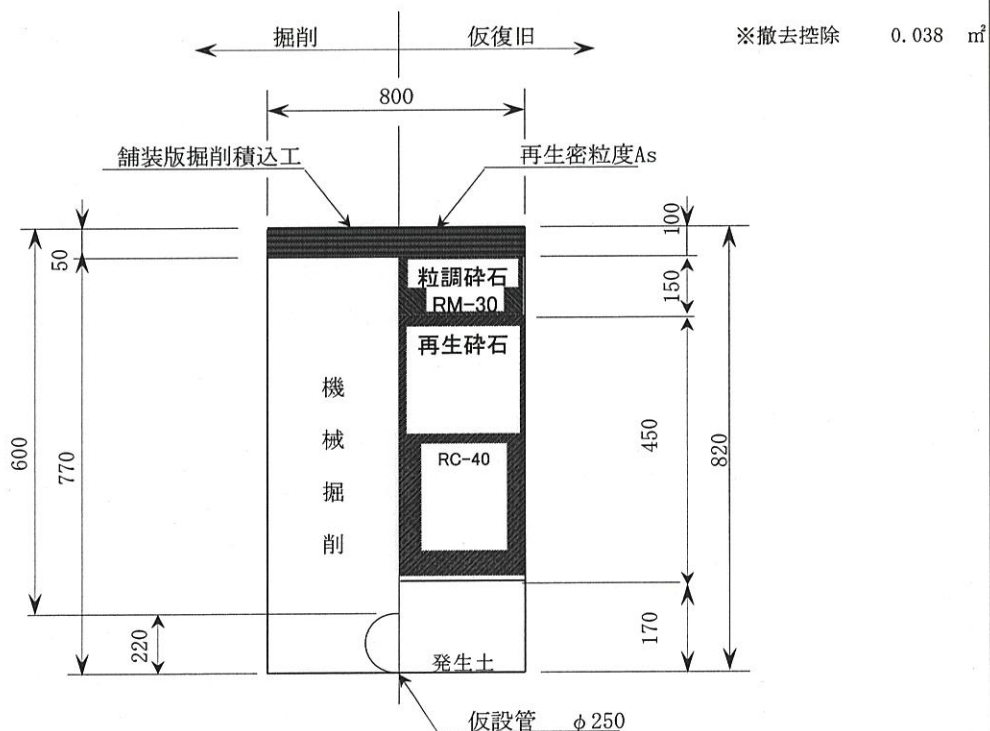 掘削 仮復旧 ※撤去控除 0.038 ㎡
800
舗装版掘削積込工 再生密粒度As
50 100
粒調砕石
RM-30
150
再生砕石
機
械
掘
削
600
770
RC-40
450
820
220
170
発生土
仮設管 φ250